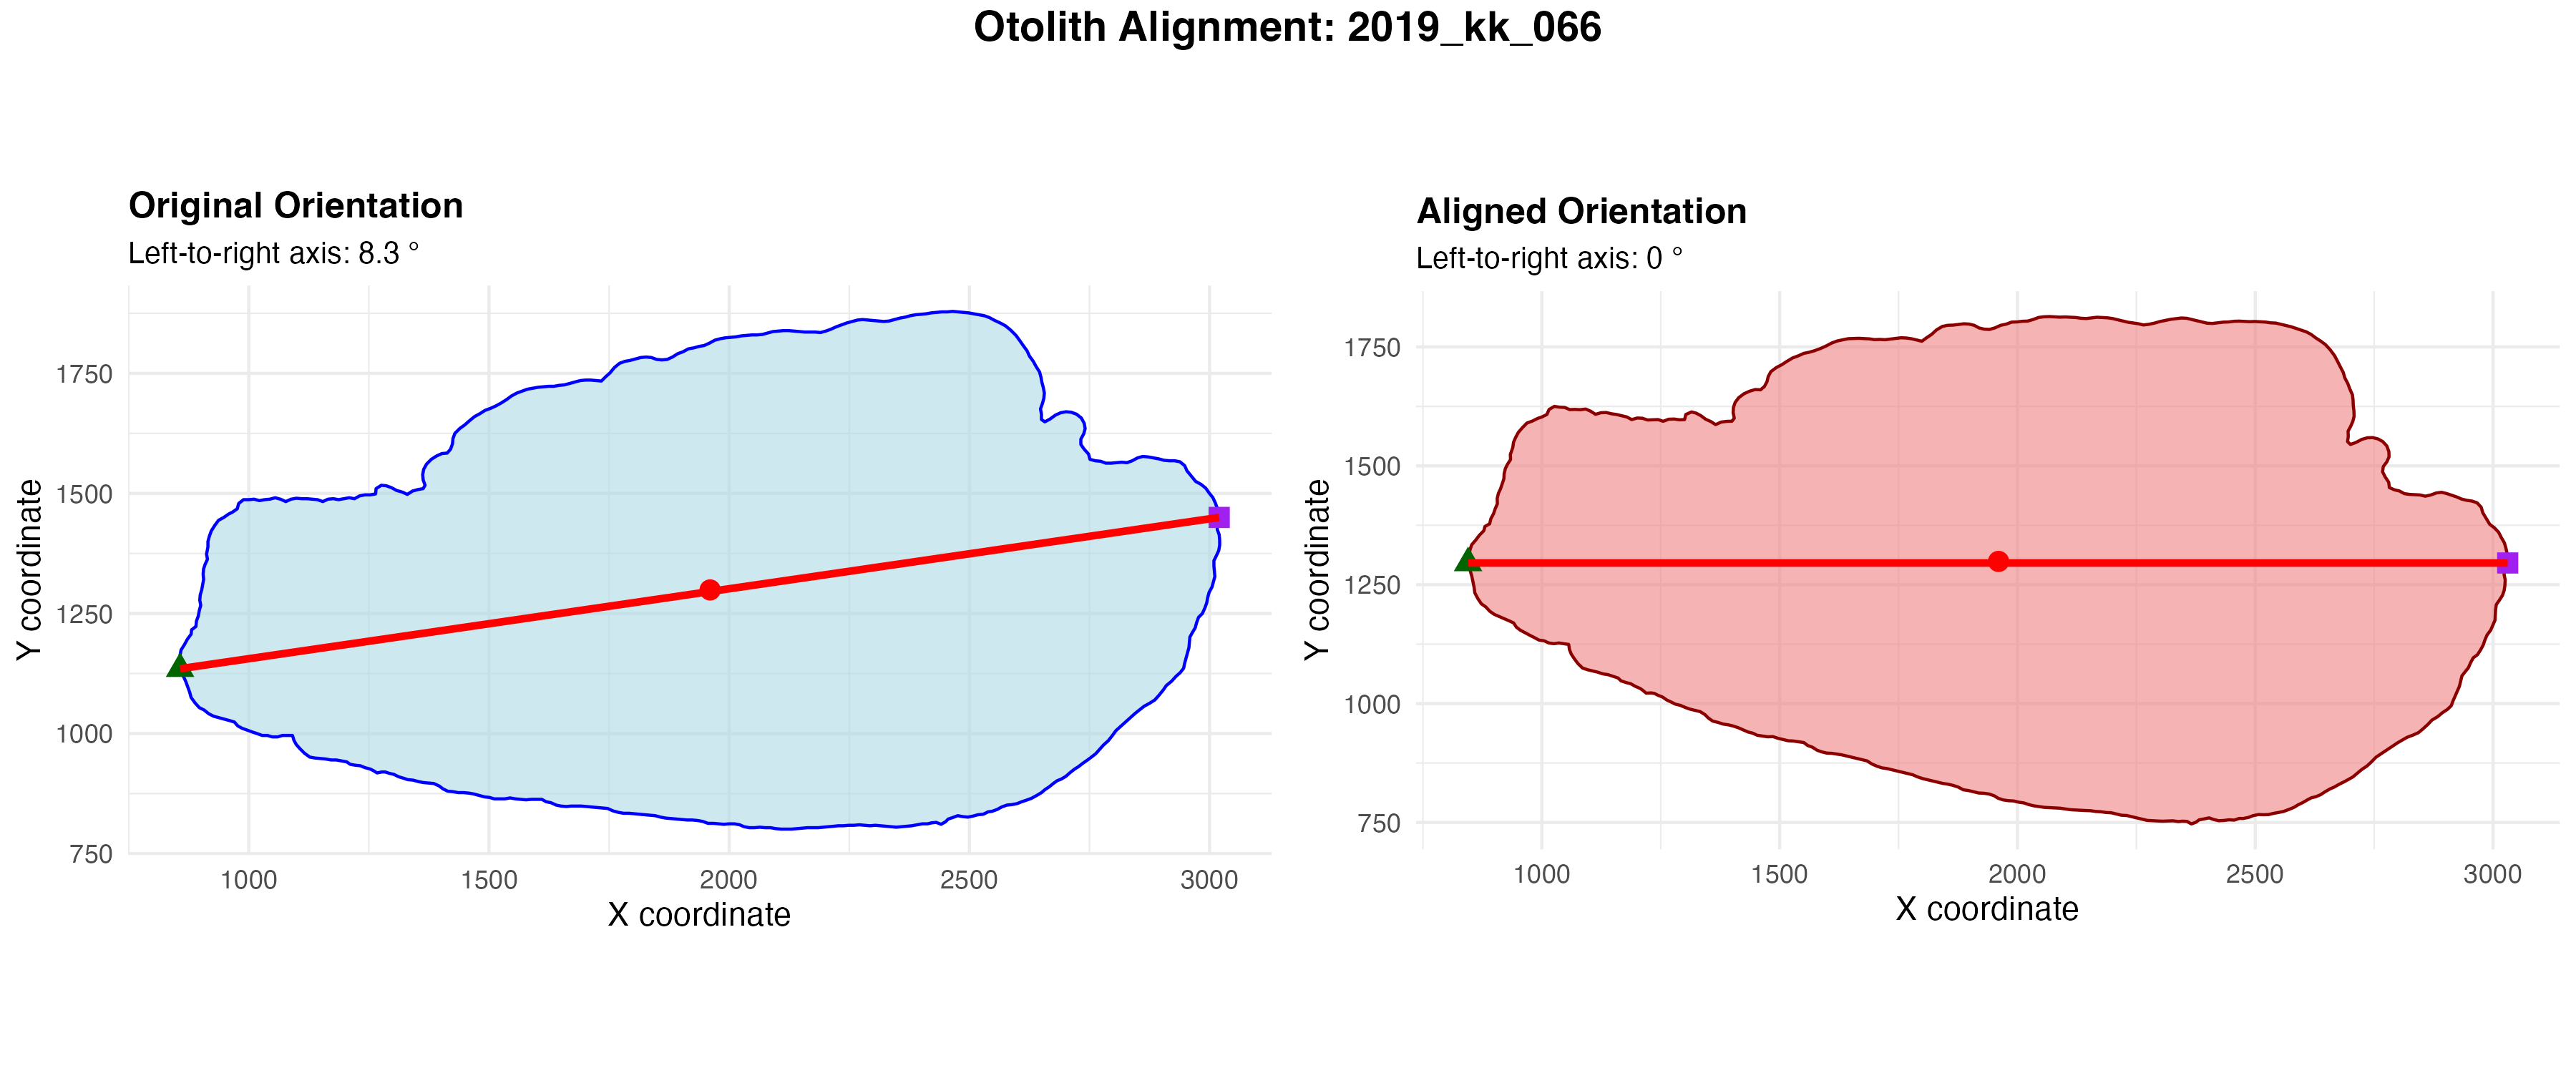 Otolith Alignment: 2019_kk_066
Original Orientation
Left-to-right axis: 8.3 °
Y coordinate
1750
1500
1250
1000
750
1000 1500 2000 2500 3000
X coordinate
Aligned Orientation
Left-to-right axis: 0 °
Y coordinate
1750
1500
1250
1000
750
1000 1500 2000 2500 3000
X coordinate